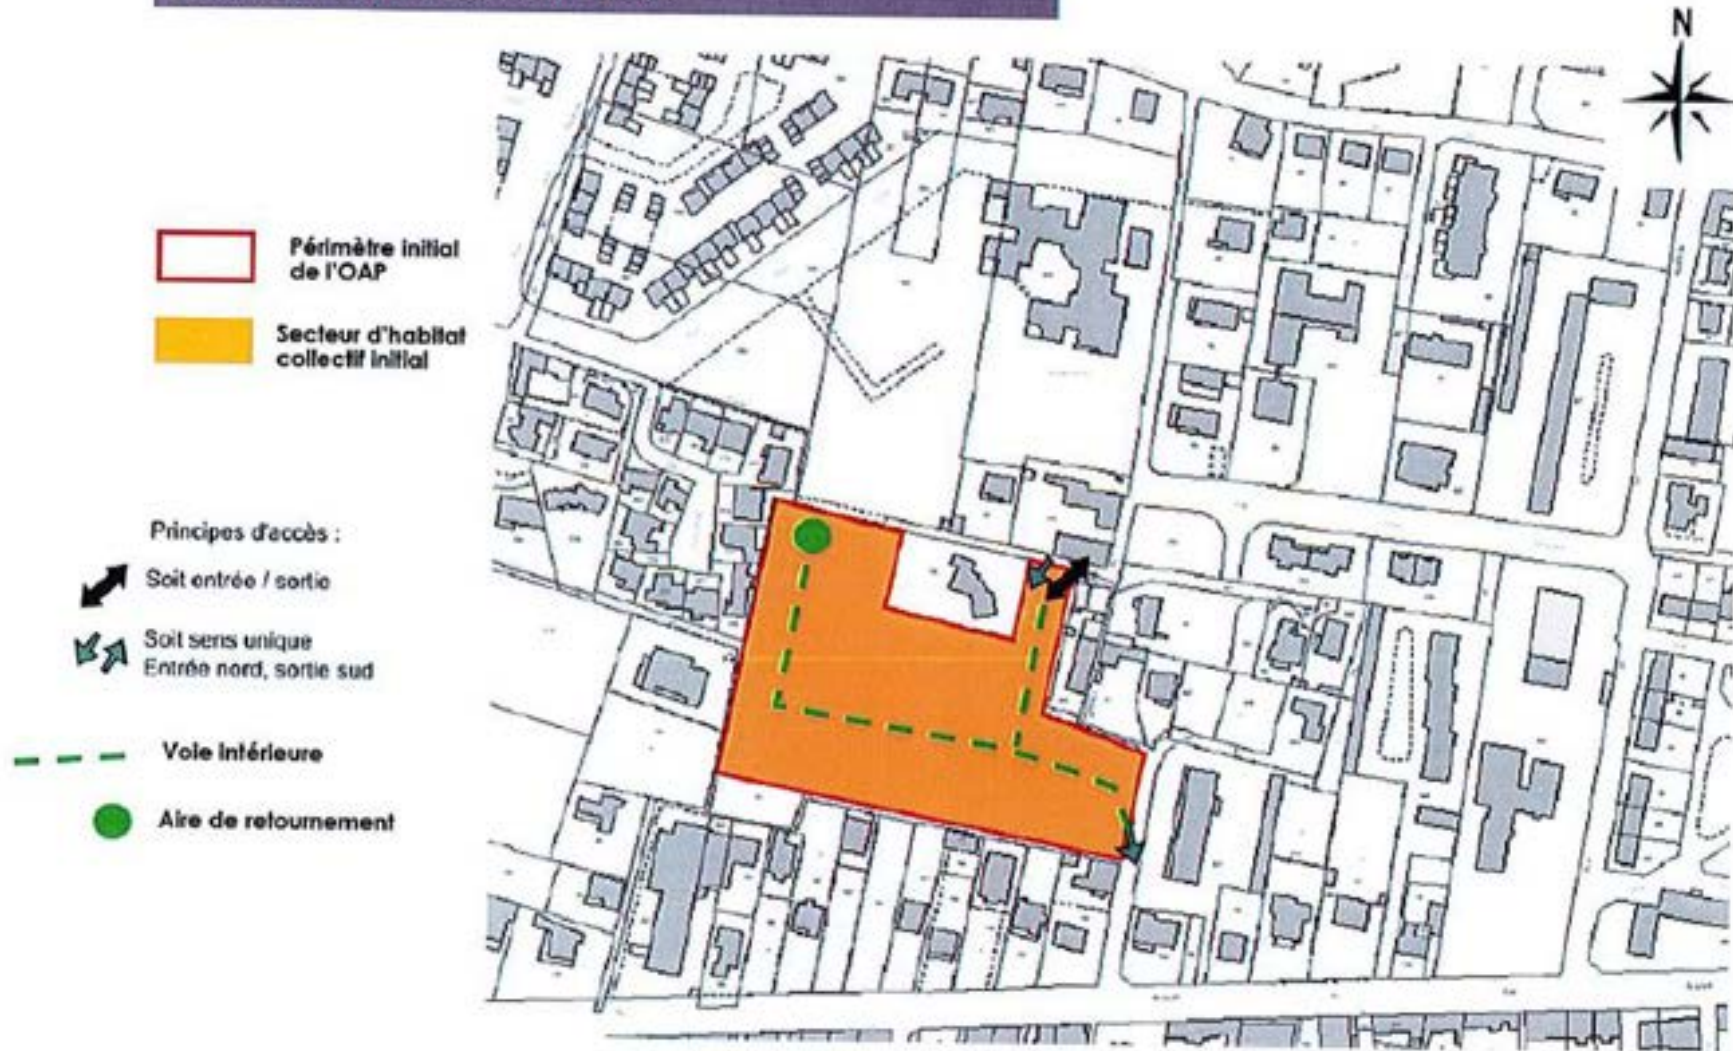 N
Périmètre initial
de l'OAP
Secteur d'habitat
collectif initial
Principes d'accès :
Soit entrée / sortie
Soit sens unique
Entrée nord, sortie sud
Voie intérieure
Aire de retournement